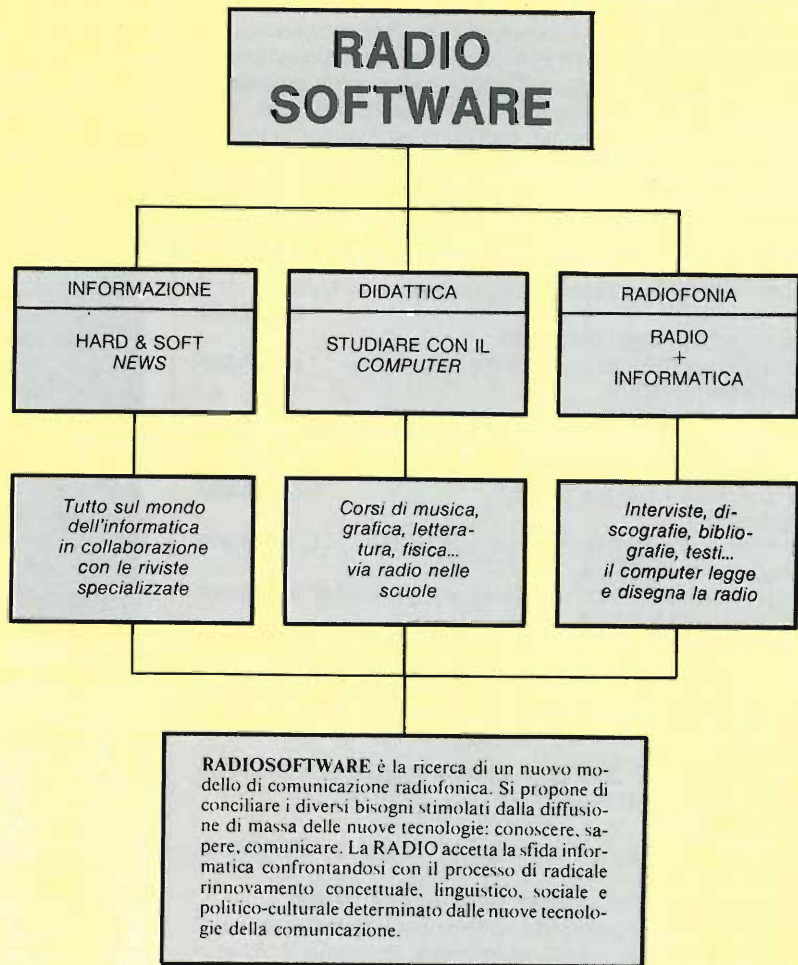 RADIO
SOFTWARE
INFORMAZIONE
HARD & SOFT
NEWS
DIDATTICA
STUDIARE CON IL
COMPUTER
RADIOFONIA
RADIO
+
INFORMATICA
Tutto sul mondo
dell'informatica
in collaborazione
con le riviste
specializzate
Corsi di musica,
grafica, lettera-
tura, fisica...
via radio nelle
scuole
Interviste, di-
scografie, biblio-
grafie, testi...
il computer legge
e disegna la radio
RADIOSOFTWARE è la ricerca di un nuovo mo-
dello di comunicazione radiofonica. Si propone di
conciliare i diversi bisogni stimolati dalla diffusio-
ne di massa delle nuove tecnologie: conoscere, sa-
pere, comunicare. La RADIO accetta la sfida infor-
matica confrontandosi con il processo di radicale
rinnovamento concettuale, linguistico, sociale e
politico-culturale determinato dalle nuove tecnolo-
gie della comunicazione.